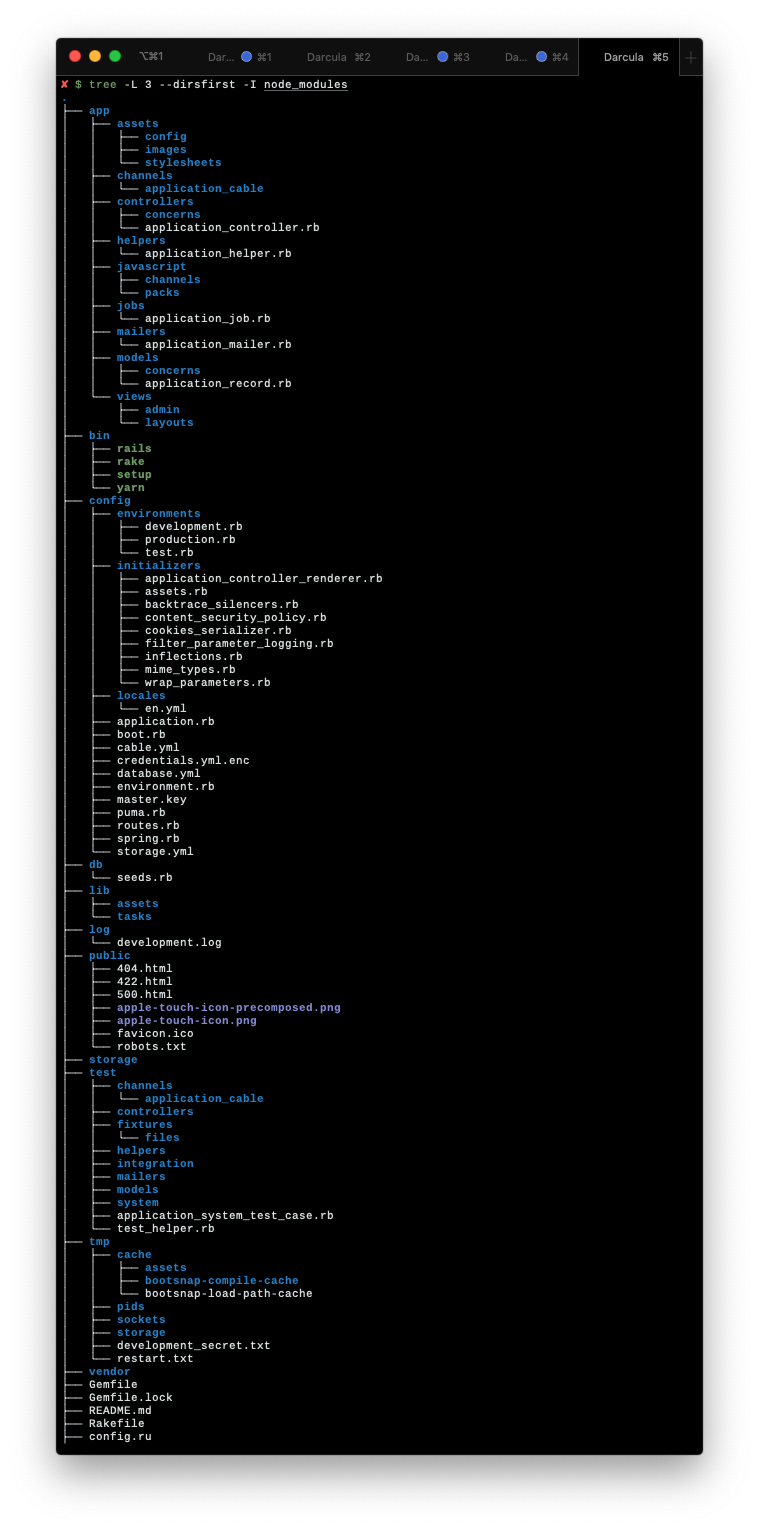 ⌥⌘1 Dar... ⌘1 Darcula ⌘2 Da... ⌘3 Da... ⌘4 Darcula ⌘5 +
✘ $ tree -L 3 --dirsfirst -I node_modules
.
├── app
│   ├── assets
│   │   ├── config
│   │   ├── images
│   │   └── stylesheets
│   ├── channels
│   │   └── application_cable
│   ├── controllers
│   │   ├── concerns
│   │   └── application_controller.rb
│   ├── helpers
│   │   └── application_helper.rb
│   ├── javascript
│   │   ├── channels
│   │   └── packs
│   ├── jobs
│   │   └── application_job.rb
│   ├── mailers
│   │   └── application_mailer.rb
│   ├── models
│   │   ├── concerns
│   │   └── application_record.rb
│   └── views
│       ├── admin
│       └── layouts
├── bin
│   ├── rails
│   ├── rake
│   ├── setup
│   └── yarn
├── config
│   ├── environments
│   │   ├── development.rb
│   │   ├── production.rb
│   │   └── test.rb
│   ├── initializers
│   │   ├── application_controller_renderer.rb
│   │   ├── assets.rb
│   │   ├── backtrace_silencers.rb
│   │   ├── content_security_policy.rb
│   │   ├── cookies_serializer.rb
│   │   ├── filter_parameter_logging.rb
│   │   ├── inflections.rb
│   │   ├── mime_types.rb
│   │   └── wrap_parameters.rb
│   ├── locales
│   │   └── en.yml
│   ├── application.rb
│   ├── boot.rb
│   ├── cable.yml
│   ├── credentials.yml.enc
│   ├── database.yml
│   ├── environment.rb
│   ├── master.key
│   ├── puma.rb
│   ├── routes.rb
│   ├── spring.rb
│   └── storage.yml
├── db
│   └── seeds.rb
├── lib
│   ├── assets
│   └── tasks
├── log
│   └── development.log
├── public
│   ├── 404.html
│   ├── 422.html
│   ├── 500.html
│   ├── apple-touch-icon-precomposed.png
│   ├── apple-touch-icon.png
│   ├── favicon.ico
│   └── robots.txt
├── storage
├── test
│   ├── channels
│   │   └── application_cable
│   ├── controllers
│   ├── fixtures
│   │   └── files
│   ├── helpers
│   ├── integration
│   ├── mailers
│   ├── models
│   ├── system
│   ├── application_system_test_case.rb
│   └── test_helper.rb
├── tmp
│   ├── cache
│   │   ├── assets
│   │   ├── bootsnap-compile-cache
│   │   └── bootsnap-load-path-cache
│   ├── pids
│   ├── sockets
│   ├── storage
│   ├── development_secret.txt
│   └── restart.txt
├── vendor
├── Gemfile
├── Gemfile.lock
├── README.md
├── Rakefile
├── config.ru